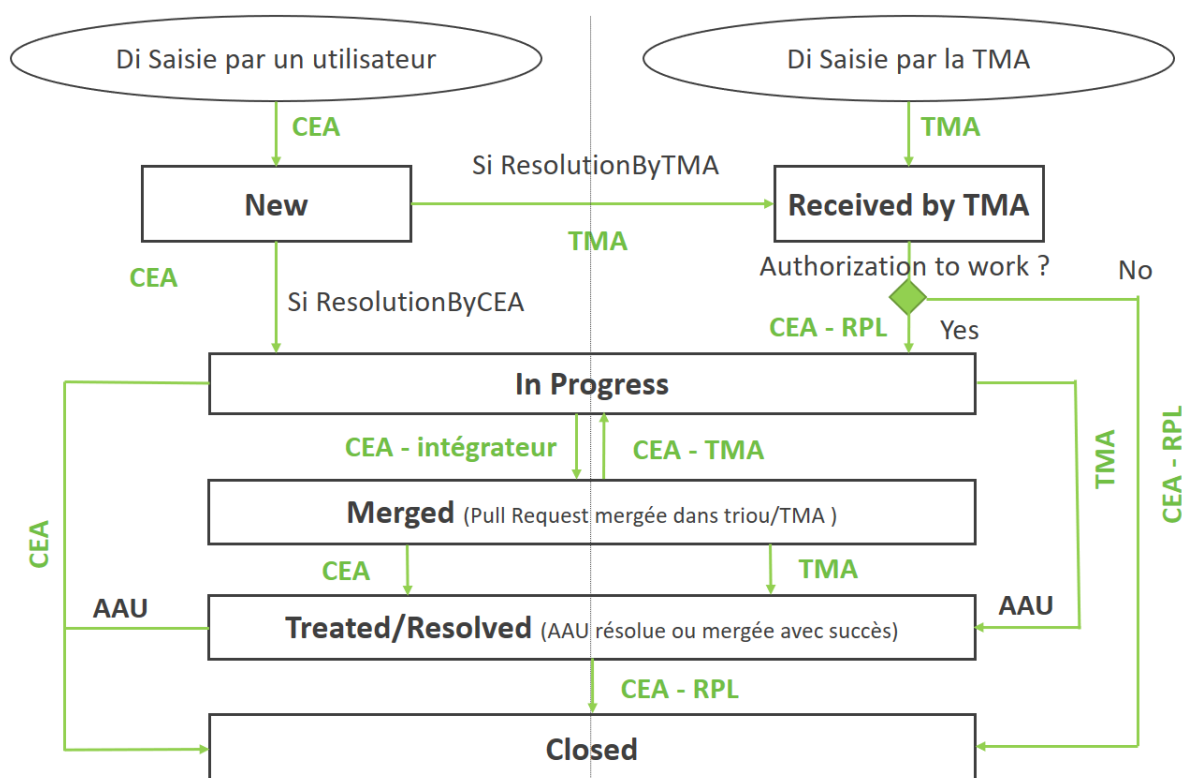 Di Saisie par un utilisateur
Di Saisie par la TMA
CEA
TMA
Si ResolutionByTMA
New
Received by TMA
TMA
CEA
Authorization to work ?
No
Si ResolutionByCEA
CEA - RPL
Yes
In Progress
CEA - intégrateur
CEA - TMA
TMA
CEA - RPL
Merged (Pull Request mergée dans triou/TMA )
CEA
CEA
TMA
AAU
AAU
Treated/Resolved (AAU résolue ou mergée avec succès)
CEA - RPL
Closed